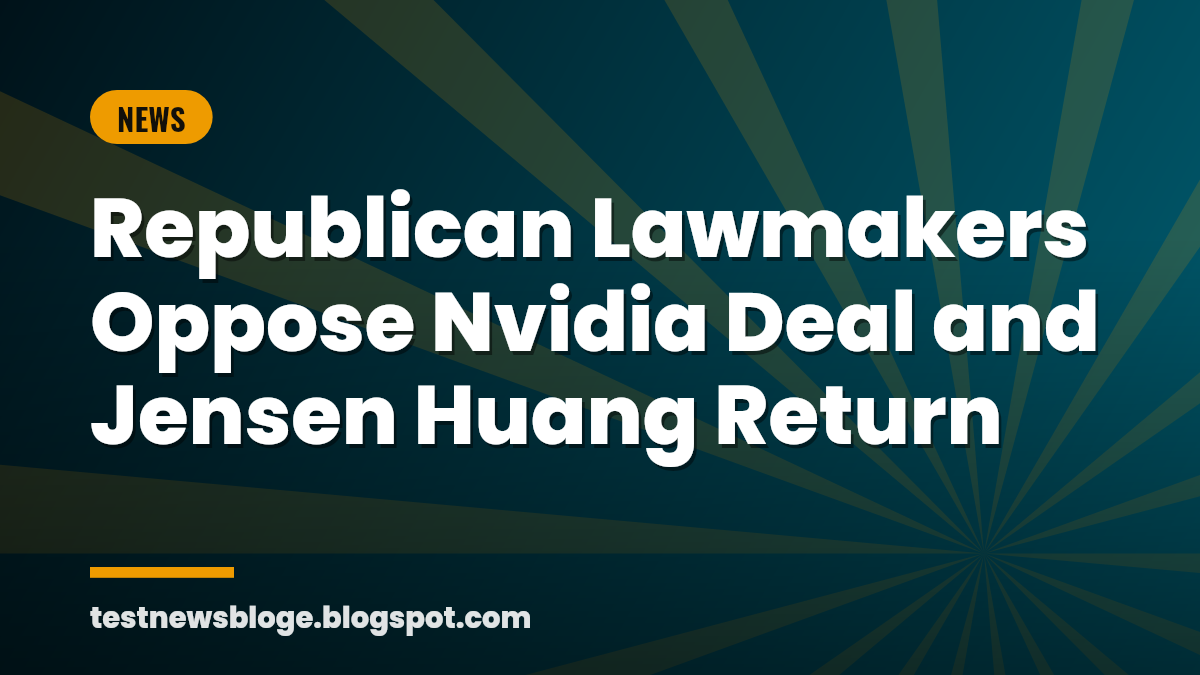 NEWS
Republican Lawmakers
Oppose Nvidia Deal and
Jensen Huang Return
testnewsbloge.blogspot.com